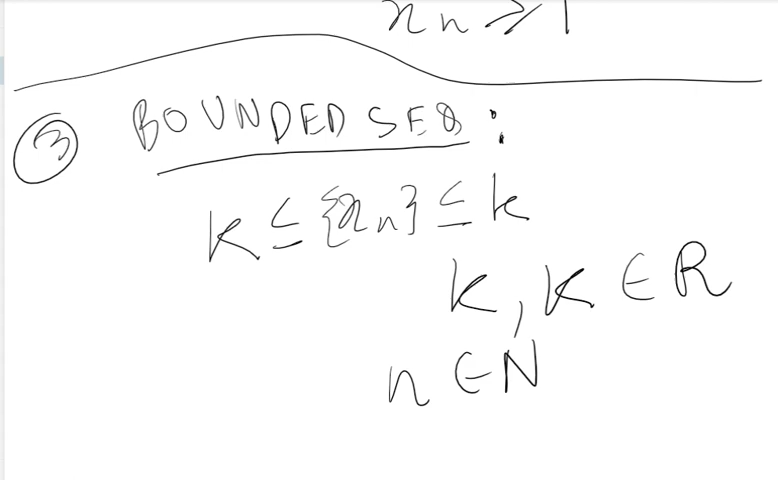 xn ≥ 1
③ BOUNDED SEQ :
K ≤ {xn} ≤ k
k, K ∈ R
n ∈ N